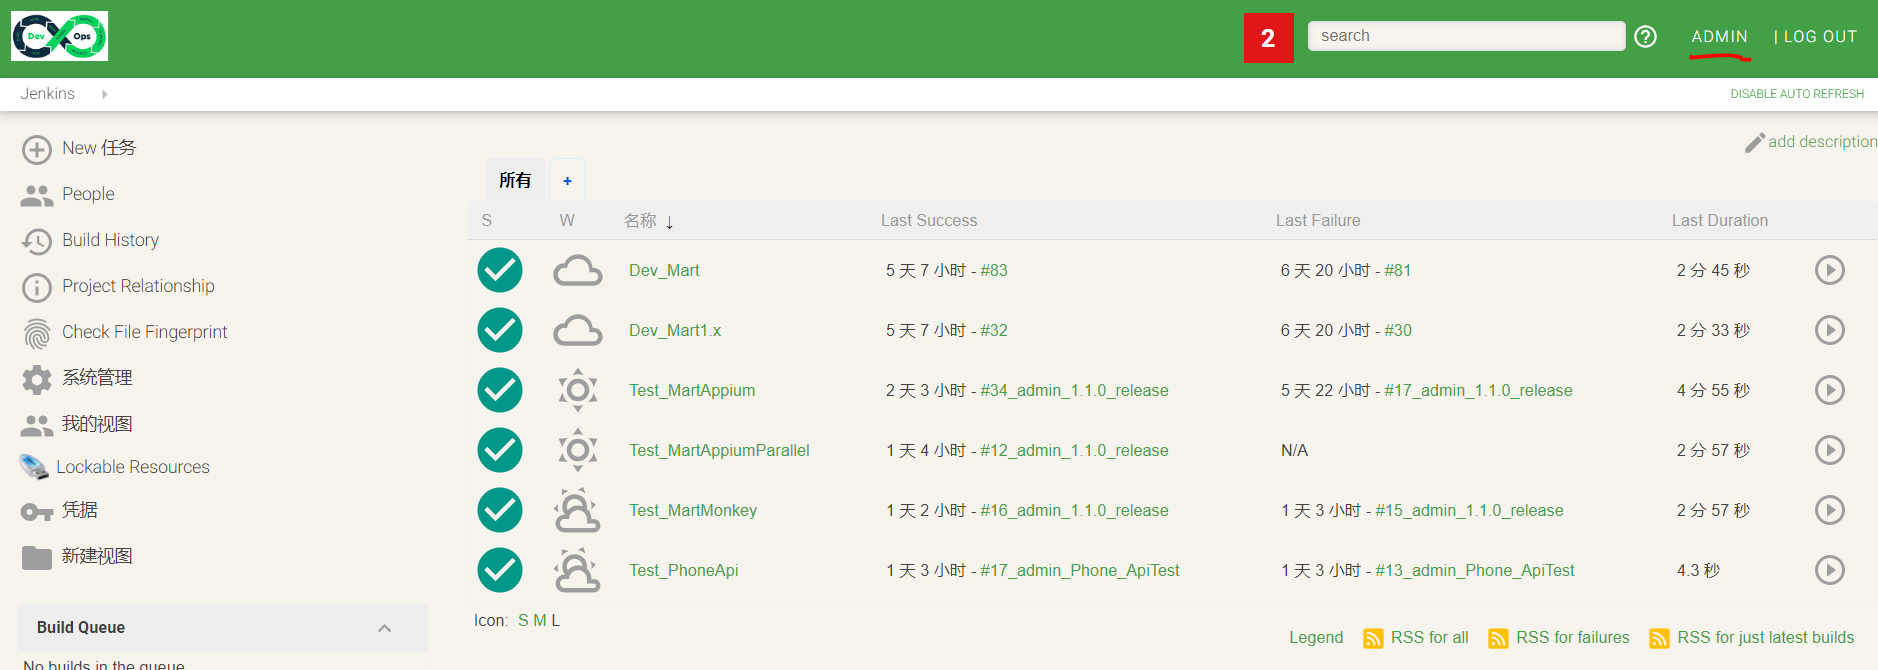 Dev Ops
2 search ADMIN | LOG OUT
Jenkins DISABLE AUTO REFRESH
New 任务
People
Build History
Project Relationship
Check File Fingerprint
系统管理
我的视图
Lockable Resources
凭据
新建视图
Build Queue
No builds in the queue
add description
所有 +
S W 名称 ↓ Last Success Last Failure Last Duration
Dev_Mart 5 天 7 小时 - #83 6 天 20 小时 - #81 2 分 45 秒
Dev_Mart1.x 5 天 7 小时 - #32 6 天 20 小时 - #30 2 分 33 秒
Test_MartAppium 2 天 3 小时 - #34_admin_1.1.0_release 5 天 22 小时 - #17_admin_1.1.0_release 4 分 55 秒
Test_MartAppiumParallel 1 天 4 小时 - #12_admin_1.1.0_release N/A 2 分 57 秒
Test_MartMonkey 1 天 2 小时 - #16_admin_1.1.0_release 1 天 3 小时 - #15_admin_1.1.0_release 2 分 57 秒
Test_PhoneApi 1 天 3 小时 - #17_admin_Phone_ApiTest 1 天 3 小时 - #13_admin_Phone_ApiTest 4.3 秒
Icon: S M L
Legend RSS for all RSS for failures RSS for just latest builds